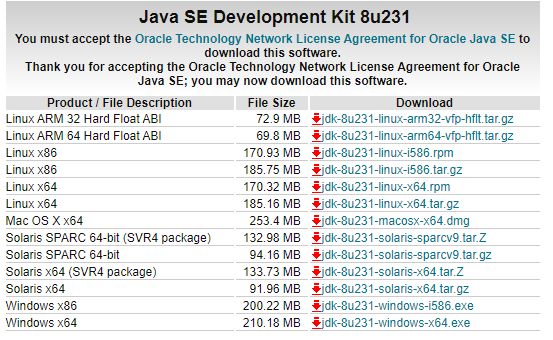 Java SE Development Kit 8u231
You must accept the Oracle Technology Network License Agreement for Oracle Java SE to
download this software.
Thank you for accepting the Oracle Technology Network License Agreement for Oracle
Java SE; you may now download this software.
Product / File Description File Size Download
Linux ARM 32 Hard Float ABI 72.9 MB jdk-8u231-linux-arm32-vfp-hflt.tar.gz
Linux ARM 64 Hard Float ABI 69.8 MB jdk-8u231-linux-arm64-vfp-hflt.tar.gz
Linux x86 170.93 MB jdk-8u231-linux-i586.rpm
Linux x86 185.75 MB jdk-8u231-linux-i586.tar.gz
Linux x64 170.32 MB jdk-8u231-linux-x64.rpm
Linux x64 185.16 MB jdk-8u231-linux-x64.tar.gz
Mac OS X x64 253.4 MB jdk-8u231-macosx-x64.dmg
Solaris SPARC 64-bit (SVR4 package) 132.98 MB jdk-8u231-solaris-sparcv9.tar.Z
Solaris SPARC 64-bit 94.16 MB jdk-8u231-solaris-sparcv9.tar.gz
Solaris x64 (SVR4 package) 133.73 MB jdk-8u231-solaris-x64.tar.Z
Solaris x64 91.96 MB jdk-8u231-solaris-x64.tar.gz
Windows x86 200.22 MB jdk-8u231-windows-i586.exe
Windows x64 210.18 MB jdk-8u231-windows-x64.exe